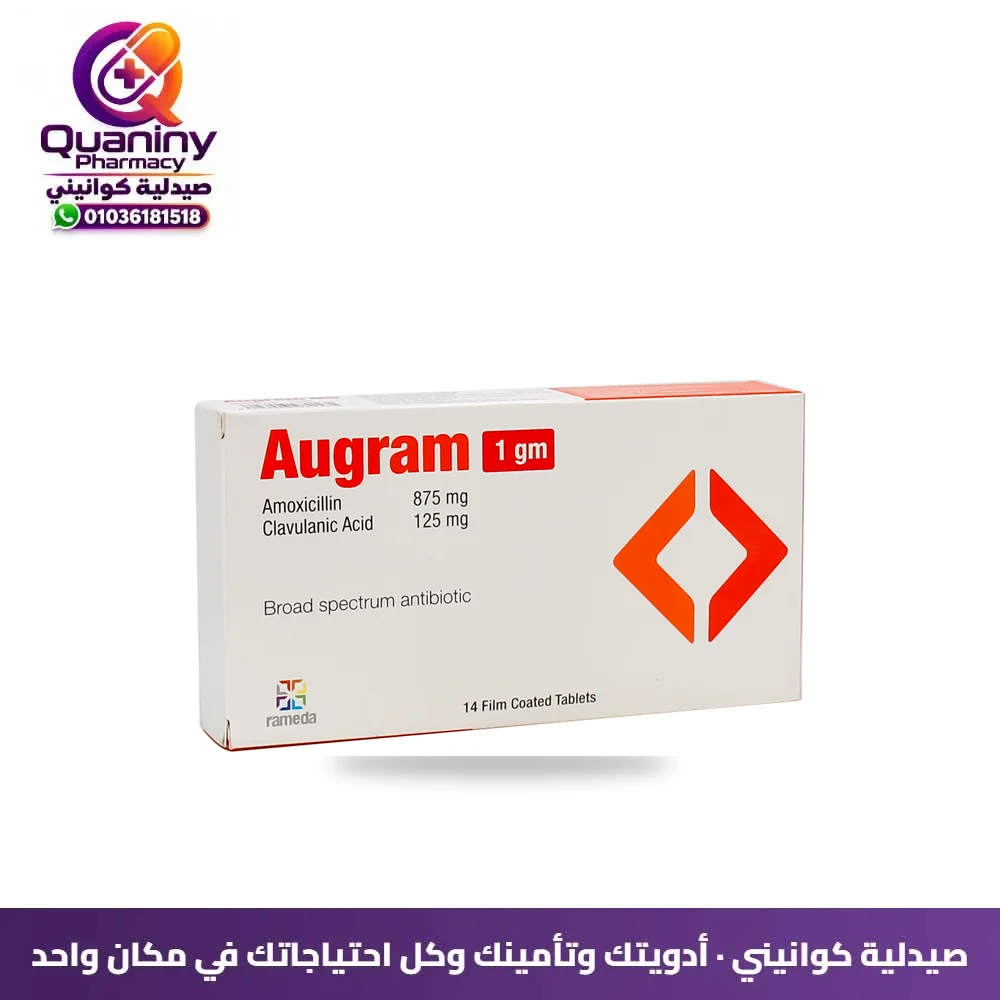 Quaniny
Pharmacy
صيدلية كوانيني
01036181518
Augram 1 gm
Amoxicillin 875 mg
Clavulanic Acid 125 mg
Broad spectrum antibiotic
rameda
14 Film Coated Tablets
صيدلية كوانيني · أدويتك وتأمينك وكل احتياجاتك في مكان واحد